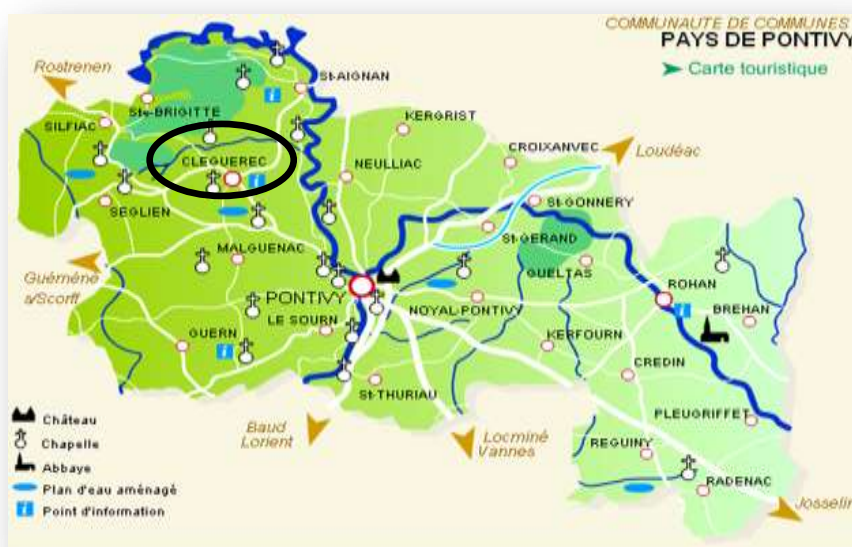 COMMUNAUTE DE COMMUNES
PAYS DE PONTIVY
Carte touristique
Rostrenen
St-AIGNAN
Ste-BRIGITTE
SILFIAC
KERGRIST
CROIXANVEC
Loudéac
CLEGUEREC
NEULLIAC
SEGLIEN
St-GONNERY
St-GERAND
MALGUENAC
GUELTAS
Guémené
s/Scorff
ROHAN
PONTIVY
NOYAL-PONTIVY
BREHAN
LE SOURN
GUERN
KERFOURN
CREDIN
St-THURIAU
PLEUGRIFFET
Château
Baud
Lorient
Locminé
Vannes
Chapelle
REGUINY
Abbaye
RADENAC
Plan d'eau aménagé
Josselin
Point d'information